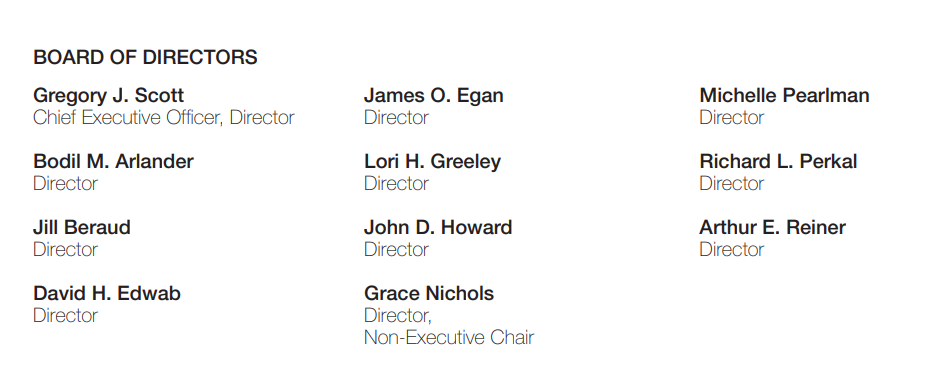 BOARD OF DIRECTORS
Gregory J. Scott
Chief Executive Officer, Director
Bodil M. Arlander
Director
Jill Beraud
Director
David H. Edwab
Director
James O. Egan
Director
Lori H. Greeley
Director
John D. Howard
Director
Grace Nichols
Director,
Non-Executive Chair
Michelle Pearlman
Director
Richard L. Perkal
Director
Arthur E. Reiner
Director